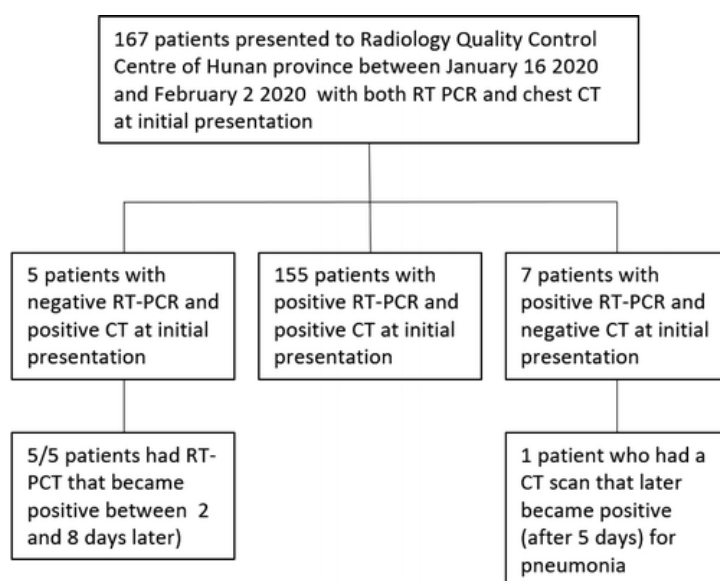 167 patients presented to Radiology Quality Control
Centre of Hunan province between January 16 2020
and February 2 2020 with both RT PCR and chest CT
at initial presentation
5 patients with
negative RT-PCR and
positive CT at initial
presentation
155 patients with
positive RT-PCR and
positive CT at initial
presentation
7 patients with
positive RT-PCR and
negative CT at initial
presentation
5/5 patients had RT-
PCT that became
positive between 2
and 8 days later)
1 patient who had a
CT scan that later
became positive
(after 5 days) for
pneumonia